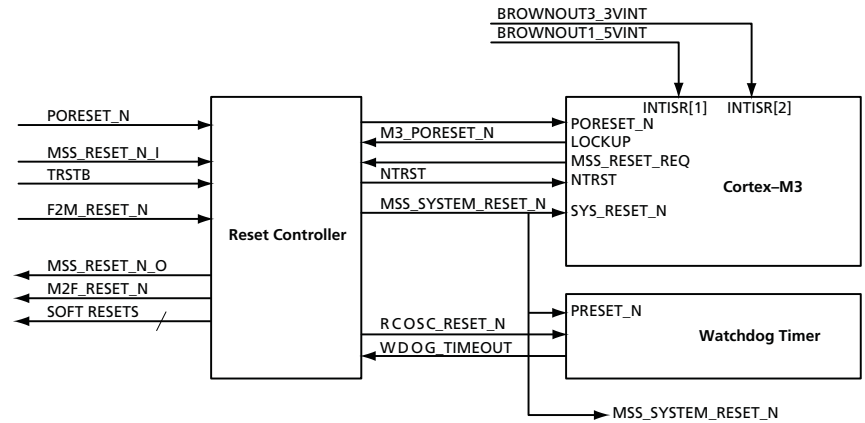 BROWNOUT3_3VINT
BROWNOUT1_5VINT
INTISR[1] INTISR[2]
PORESET_N
MSS_RESET_N_I
TRSTB
F2M_RESET_N
MSS_RESET_N_O
M2F_RESET_N
SOFT RESETS
Reset Controller
M3_PORESET_N
NTRST
MSS_SYSTEM_RESET_N
RCOSC_RESET_N
WDOG_TIMEOUT
PORESET_N
LOCKUP
MSS_RESET_REQ
NTRST
SYS_RESET_N
Cortex–M3
PRESET_N
Watchdog Timer
MSS_SYSTEM_RESET_N